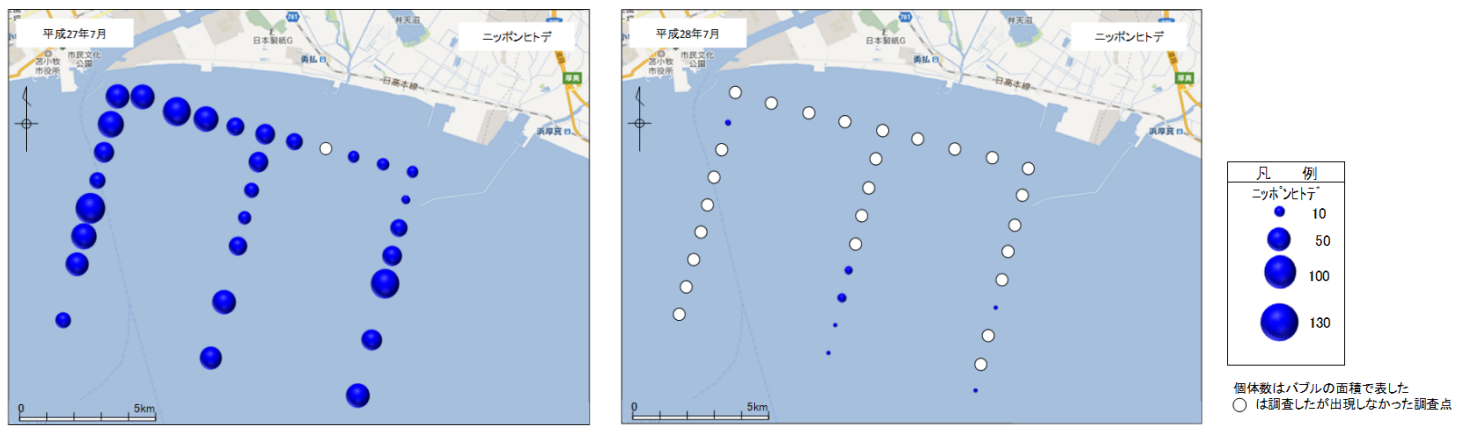 平成27年7月
ニッポンヒトデ
781
弁天沼
日本製紙G
市民文化
公園
苫小牧
市役所
勇払
日高本線
厚真
浜厚真
0
5km
平成28年7月
ニッポンヒトデ
781
弁天沼
日本製紙G
市民文化
公園
苫小牧
市役所
勇払
日高本線
厚真
浜厚真
0
5km
凡　例
ニッポンヒトデ
10
50
100
130
個体数はバブルの面積で表した
○ は調査したが出現しなかった調査点